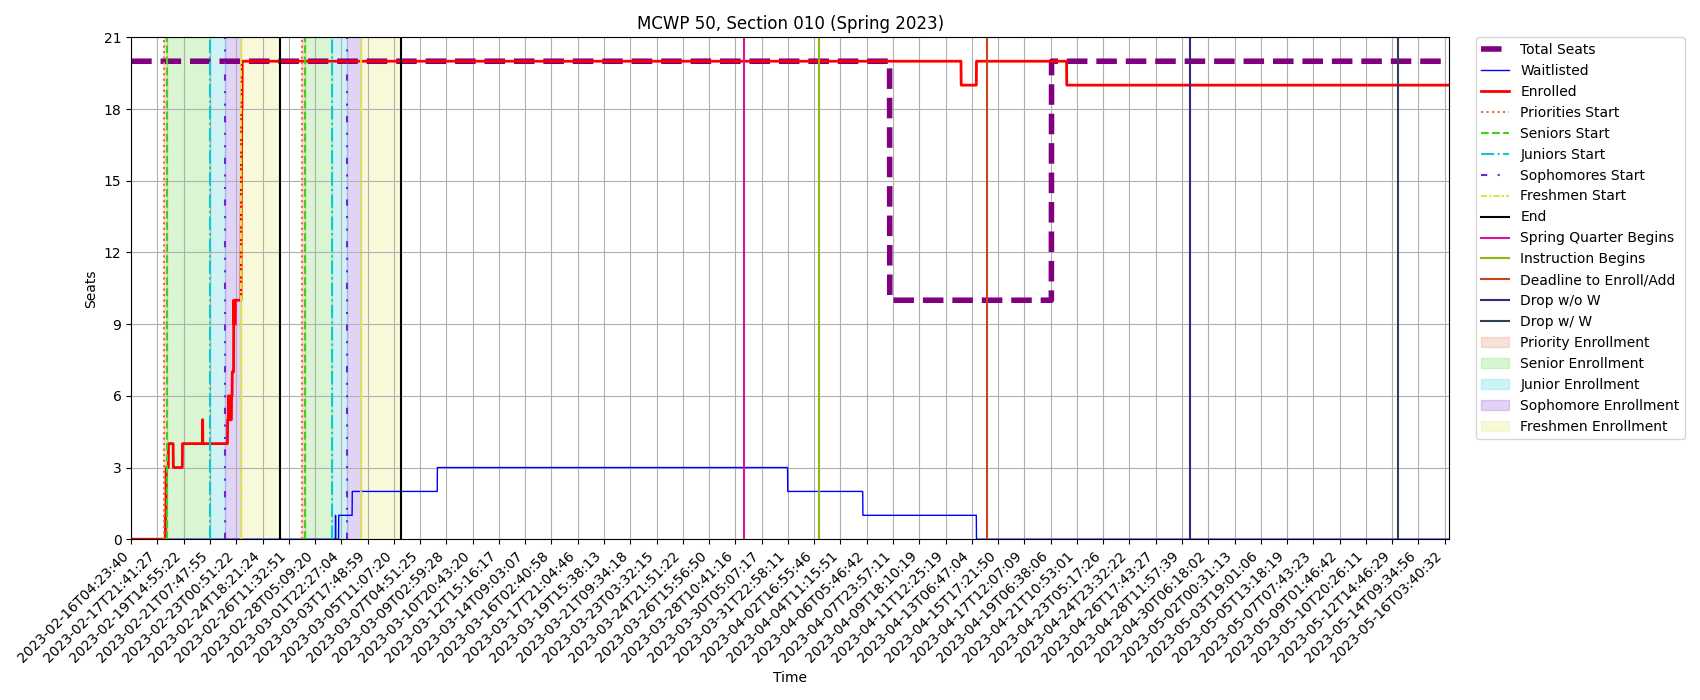 MCWP 50, Section 010 (Spring 2023)
21
18
15
12
9
6
3
0
Seats
2023-02-16T04:23:40
2023-02-17T21:41:27
2023-02-19T14:55:22
2023-02-21T07:47:55
2023-02-23T00:51:22
2023-02-24T18:21:24
2023-02-26T11:32:51
2023-02-28T05:09:20
2023-03-01T22:27:04
2023-03-03T17:48:59
2023-03-05T11:07:20
2023-03-07T04:51:25
2023-03-08T22:59:28
2023-03-10T20:43:20
2023-03-12T15:16:17
2023-03-14T09:03:07
2023-03-16T02:40:58
2023-03-17T21:04:46
2023-03-19T15:38:13
2023-03-21T09:34:18
2023-03-23T03:32:15
2023-03-24T21:51:22
2023-03-26T15:56:50
2023-03-28T10:41:16
2023-03-30T05:07:17
2023-03-31T22:58:11
2023-04-02T16:55:46
2023-04-04T11:15:51
2023-04-06T05:46:42
2023-04-07T23:57:11
2023-04-09T18:10:19
2023-04-11T12:25:19
2023-04-13T06:47:04
2023-04-15T17:21:50
2023-04-17T12:07:09
2023-04-19T06:38:06
2023-04-21T10:53:01
2023-04-23T05:17:26
2023-04-24T23:32:22
2023-04-26T17:43:27
2023-04-28T11:57:39
2023-04-30T06:18:02
2023-05-02T00:31:13
2023-05-03T19:01:06
2023-05-05T13:18:19
2023-05-07T07:43:23
2023-05-09T01:46:42
2023-05-10T20:26:11
2023-05-12T14:46:29
2023-05-14T09:34:56
2023-05-16T03:40:32
Time
Total Seats
Waitlisted
Enrolled
Priorities Start
Seniors Start
Juniors Start
Sophomores Start
Freshmen Start
End
Spring Quarter Begins
Instruction Begins
Deadline to Enroll/Add
Drop w/o W
Drop w/ W
Priority Enrollment
Senior Enrollment
Junior Enrollment
Sophomore Enrollment
Freshmen Enrollment